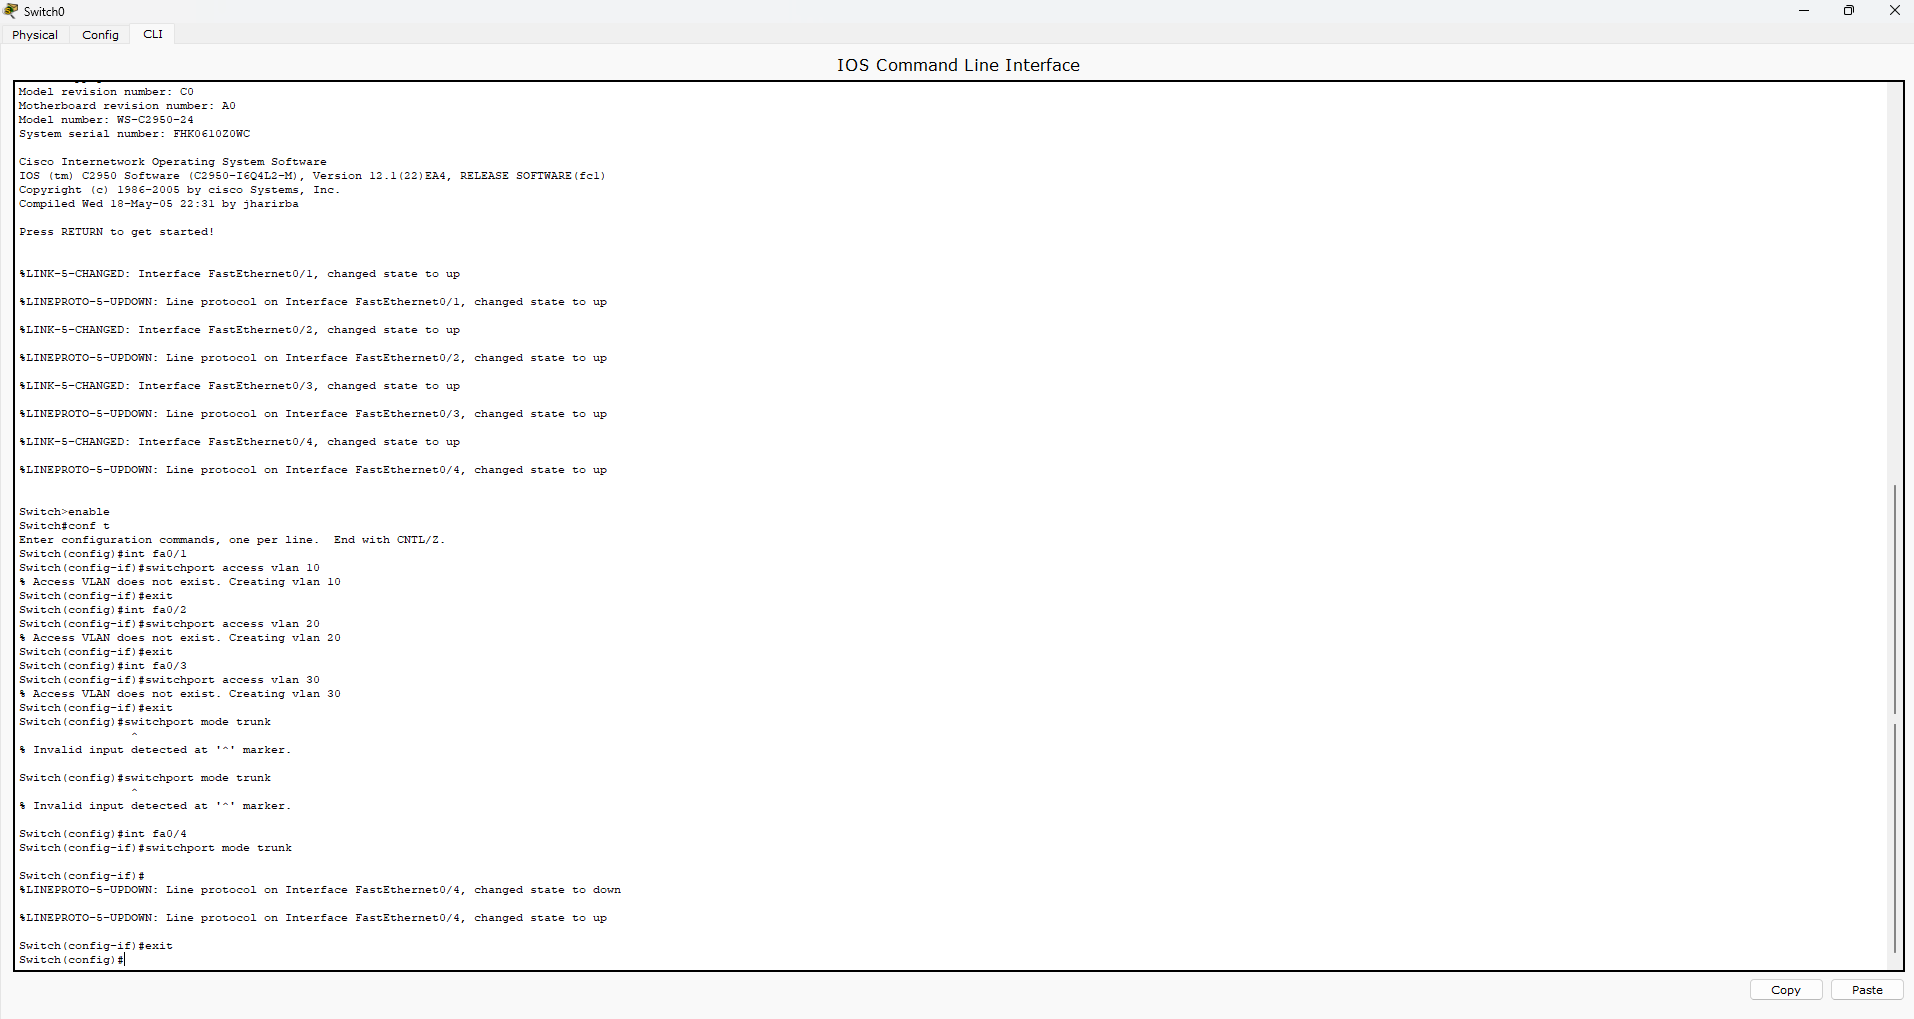 Switch0
Physical
Config
CLI
IOS Command Line Interface
Model revision number: C0
Motherboard revision number: A0
Model number: WS-C2950-24
System serial number: FHK0610Z0WC
Cisco Internetwork Operating System Software
IOS (tm) C2950 Software (C2950-I6Q4L2-M), Version 12.1(22)EA4, RELEASE SOFTWARE(fc1)
Copyright (c) 1986-2005 by cisco Systems, Inc.
Compiled Wed 18-May-05 22:31 by jharirba
Press RETURN to get started!
%LINK-5-CHANGED: Interface FastEthernet0/1, changed state to up
%LINEPROTO-5-UPDOWN: Line protocol on Interface FastEthernet0/1, changed state to up
%LINK-5-CHANGED: Interface FastEthernet0/2, changed state to up
%LINEPROTO-5-UPDOWN: Line protocol on Interface FastEthernet0/2, changed state to up
%LINK-5-CHANGED: Interface FastEthernet0/3, changed state to up
%LINEPROTO-5-UPDOWN: Line protocol on Interface FastEthernet0/3, changed state to up
%LINK-5-CHANGED: Interface FastEthernet0/4, changed state to up
%LINEPROTO-5-UPDOWN: Line protocol on Interface FastEthernet0/4, changed state to up
Switch>enable
Switch#conf t
Enter configuration commands, one per line.  End with CNTL/Z.
Switch(config)#int fa0/1
Switch(config-if)#switchport access vlan 10
% Access VLAN does not exist. Creating vlan 10
Switch(config-if)#exit
Switch(config)#int fa0/2
Switch(config-if)#switchport access vlan 20
% Access VLAN does not exist. Creating vlan 20
Switch(config-if)#exit
Switch(config)#int fa0/3
Switch(config-if)#switchport access vlan 30
% Access VLAN does not exist. Creating vlan 30
Switch(config-if)#exit
Switch(config)#switchport mode trunk
^
% Invalid input detected at '^' marker.
Switch(config)#switchport mode trunk
^
% Invalid input detected at '^' marker.
Switch(config)#int fa0/4
Switch(config-if)#switchport mode trunk
Switch(config-if)#
%LINEPROTO-5-UPDOWN: Line protocol on Interface FastEthernet0/4, changed state to down
%LINEPROTO-5-UPDOWN: Line protocol on Interface FastEthernet0/4, changed state to up
Switch(config-if)#exit
Switch(config)#
Copy
Paste